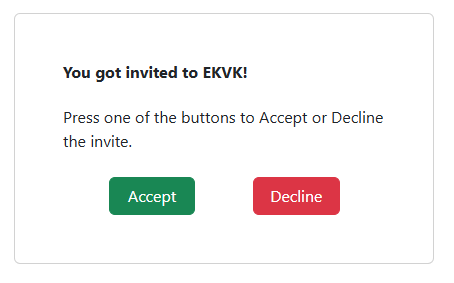 You got invited to EKVK!
Press one of the buttons to Accept or Decline
the invite.
Accept
Decline